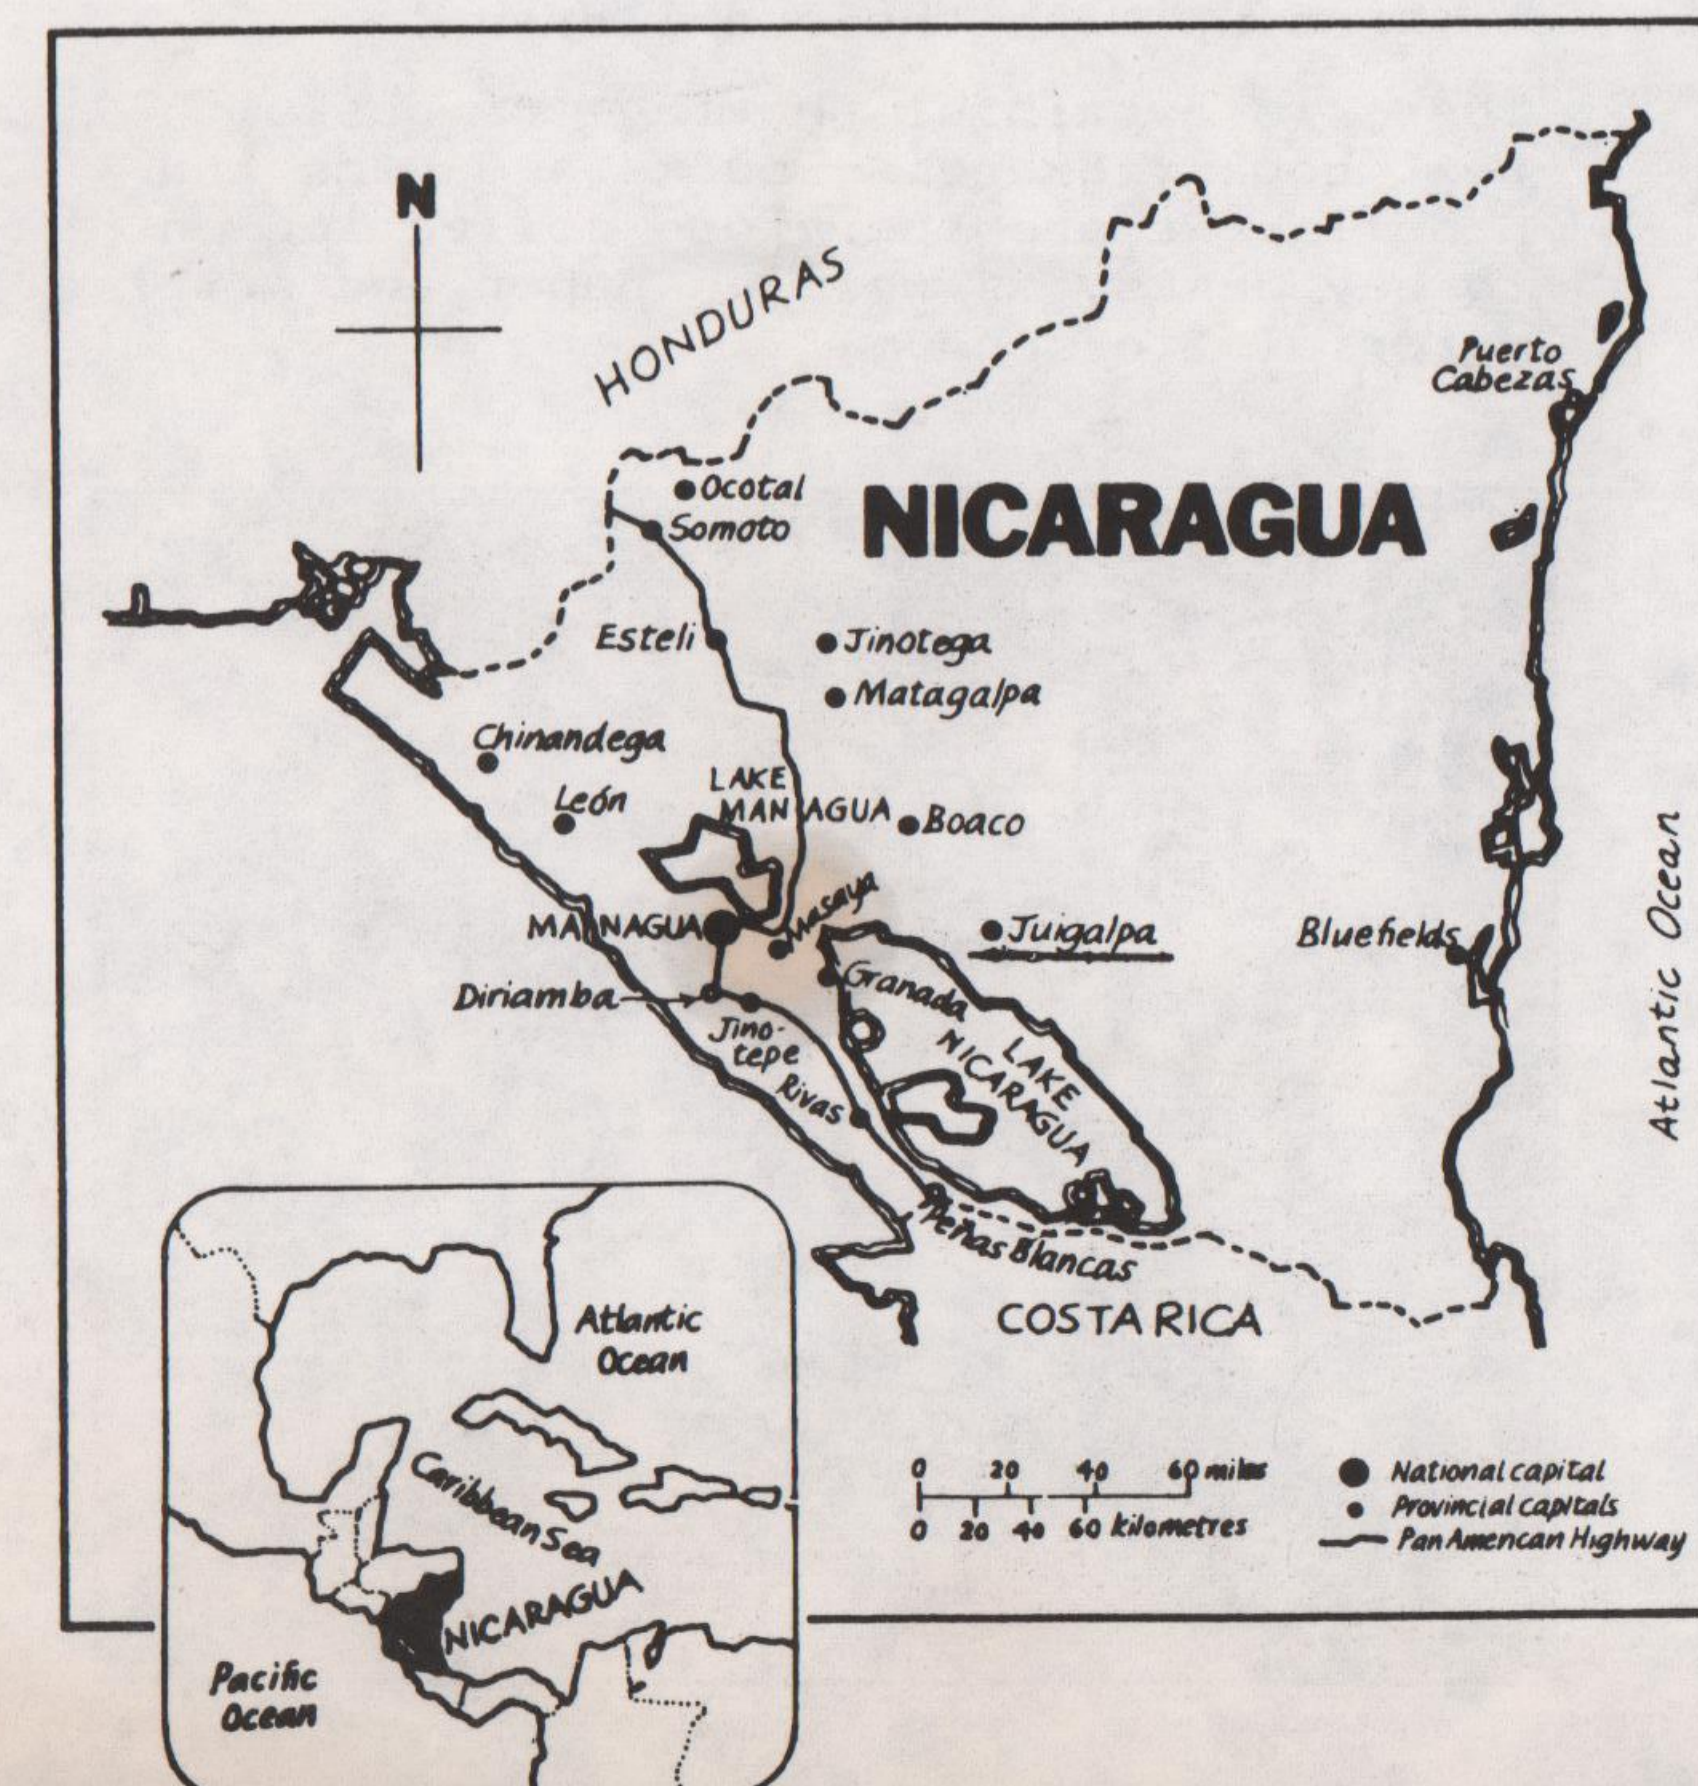 N
HONDURAS
Puerto
Cabezas
Ocotal
Somoto
NICARAGUA
Esteli
Jinotega
Matagalpa
Chinandega
León
LAKE
MANAGUA
Boaco
Masaya
MANAGUA
Juigalpa
Bluefields
Granada
Diriamba
Jino-
tepe
Rivas
LAKE
NICARAGUA
Atlantic Ocean
Peñas Blancas
COSTA RICA
Atlantic
Ocean
Caribbean Sea
NICARAGUA
Pacific
Ocean
0 20 40 60 miles
0 20 40 60 kilometres
National capital
Provincial capitals
Pan American Highway